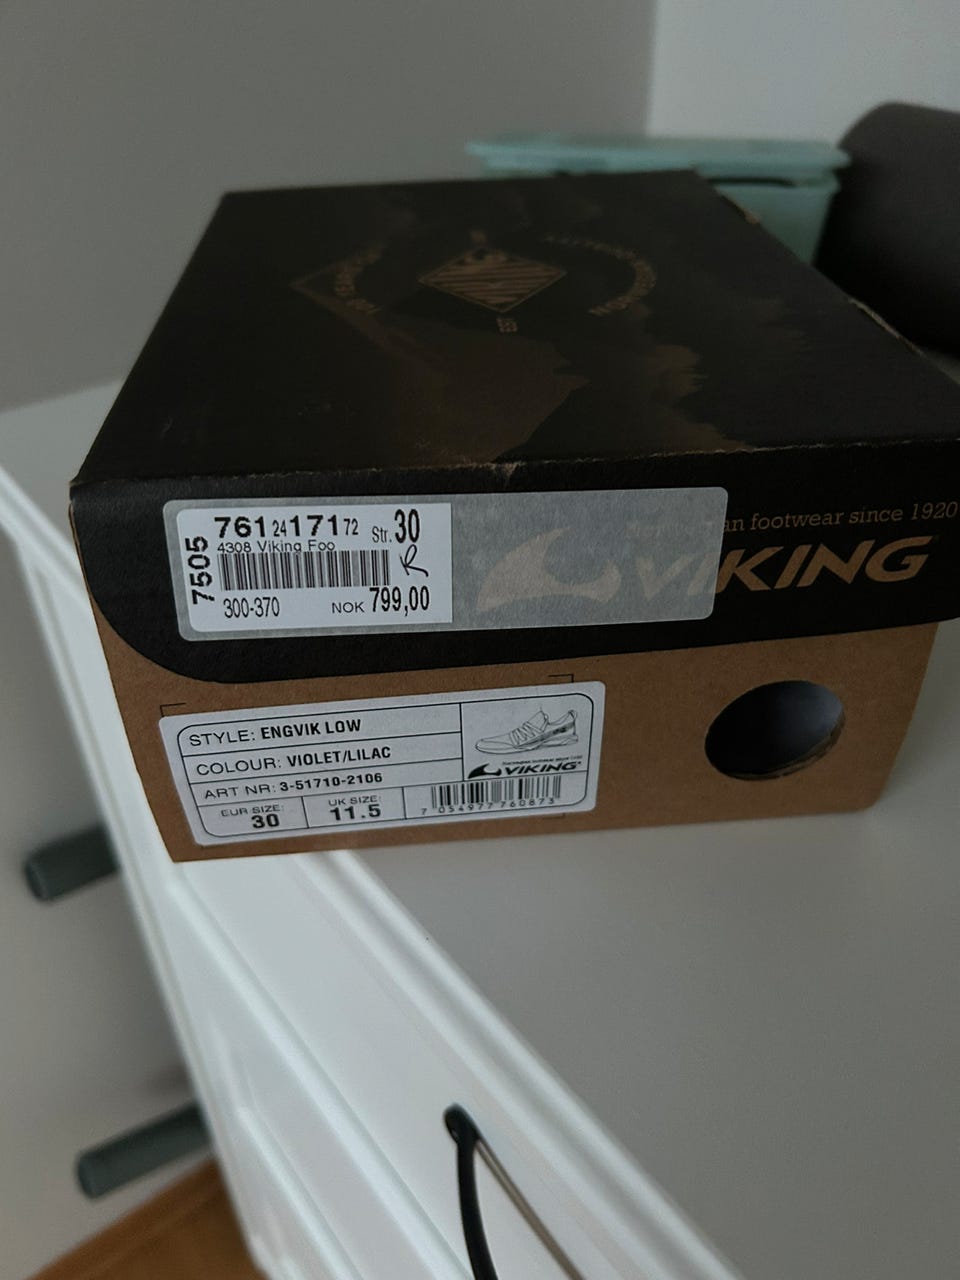 EST
7505
761 24 171 72 Str. 30
4308 Viking Foo
R
300-370 NOK 799,00
an footwear since 1920
VIKING
STYLE: ENGVIK LOW
COLOUR: VIOLET/LILAC
ART NR: 3-51710-2106
EUR SIZE: 30
UK SIZE: 11.5
VIKING
7 054977 760873